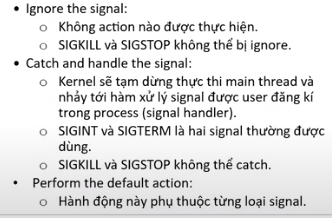 • Ignore the signal:
o Không action nào được thực hiện.
o SIGKILL và SIGSTOP không thể bị ignore.
• Catch and handle the signal:
o Kernel sẽ tạm dừng thực thi main thread và
nhảy tới hàm xử lý signal được user đăng kí
trong process (signal handler).
o SIGINT và SIGTERM là hai signal thường được
dùng.
o SIGKILL và SIGSTOP không thể catch.
• Perform the default action:
o Hành động này phụ thuộc từng loại signal.